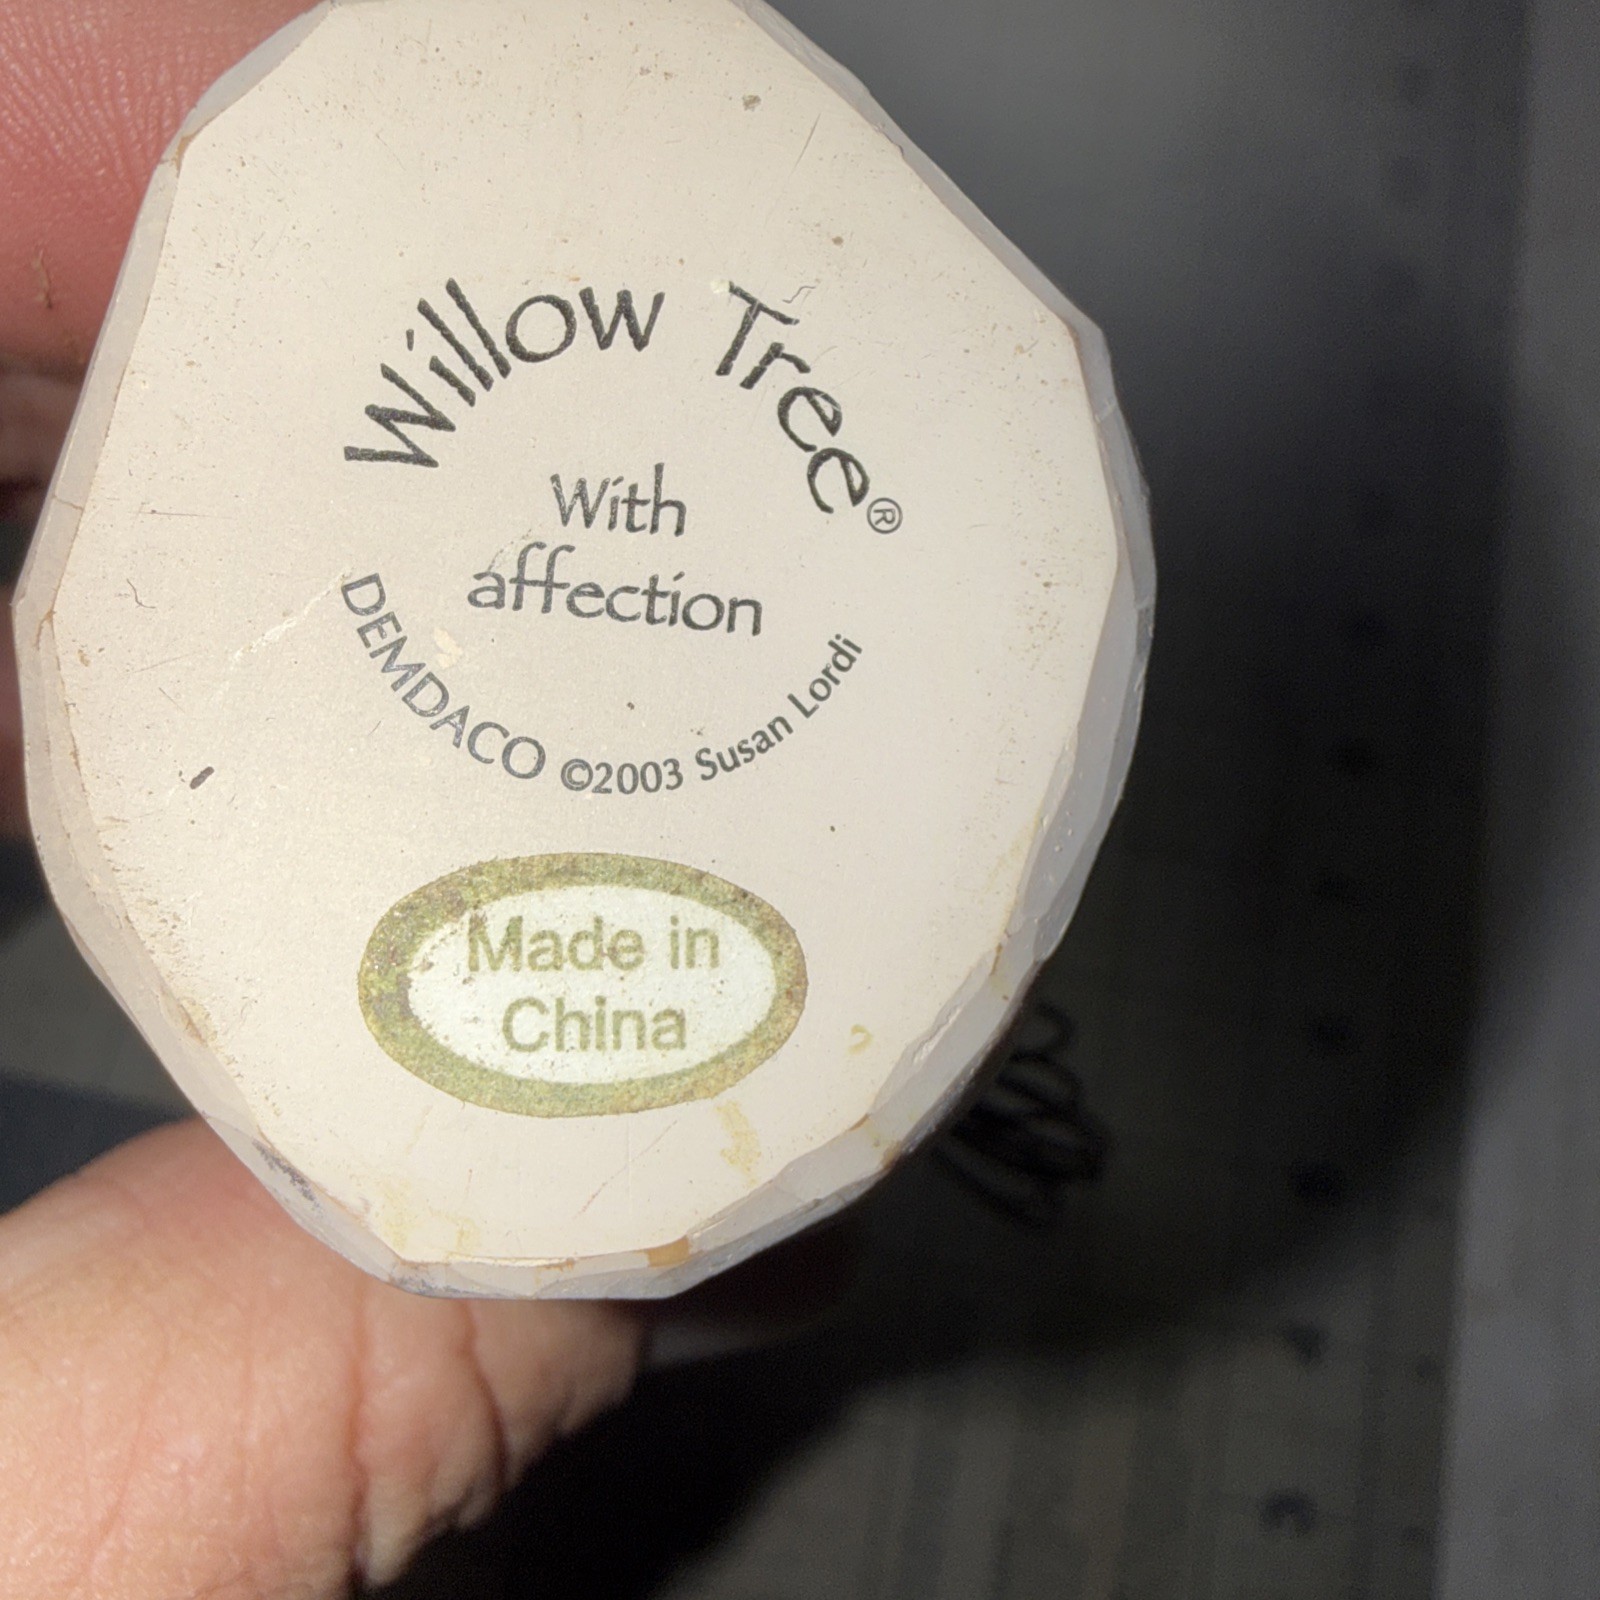 Willow Tree®
With
affection
DEMDACO ©2003 Susan Lordi
Made in
China